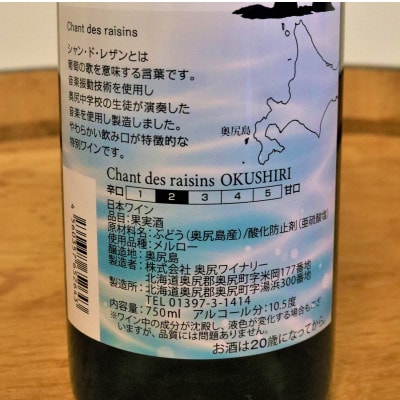 Chant des raisins
シャン・ド・レザンとは
葡萄の歌を意味する言葉です。
音楽振動技術を使用し
奥尻中学校の生徒が演奏した
音楽を使用し製造しました。
やわらかい飲み口が特徴的な
特別ワインです。
奥尻島
Chant des raisins OKUSHIRI
辛口 1 2 3 4 5 甘口
日本ワイン
品目：果実酒
原材料名：ぶどう(奥尻島産)/酸化防止剤(亜硫酸塩)
使用品種：メルロー
醸造地：奥尻島
製造者：株式会社 奥尻ワイナリー
北海道奥尻郡奥尻町字米岡177番地
製造所：北海道奥尻郡奥尻町字湯浜300番地
TEL 01397-3-1414
内容量：750ml アルコール分：10.5度
※ワイン中の成分が沈殿し、液色が変化する場合もござ
いますが、品質には問題ありません。
お酒は20歳になってから